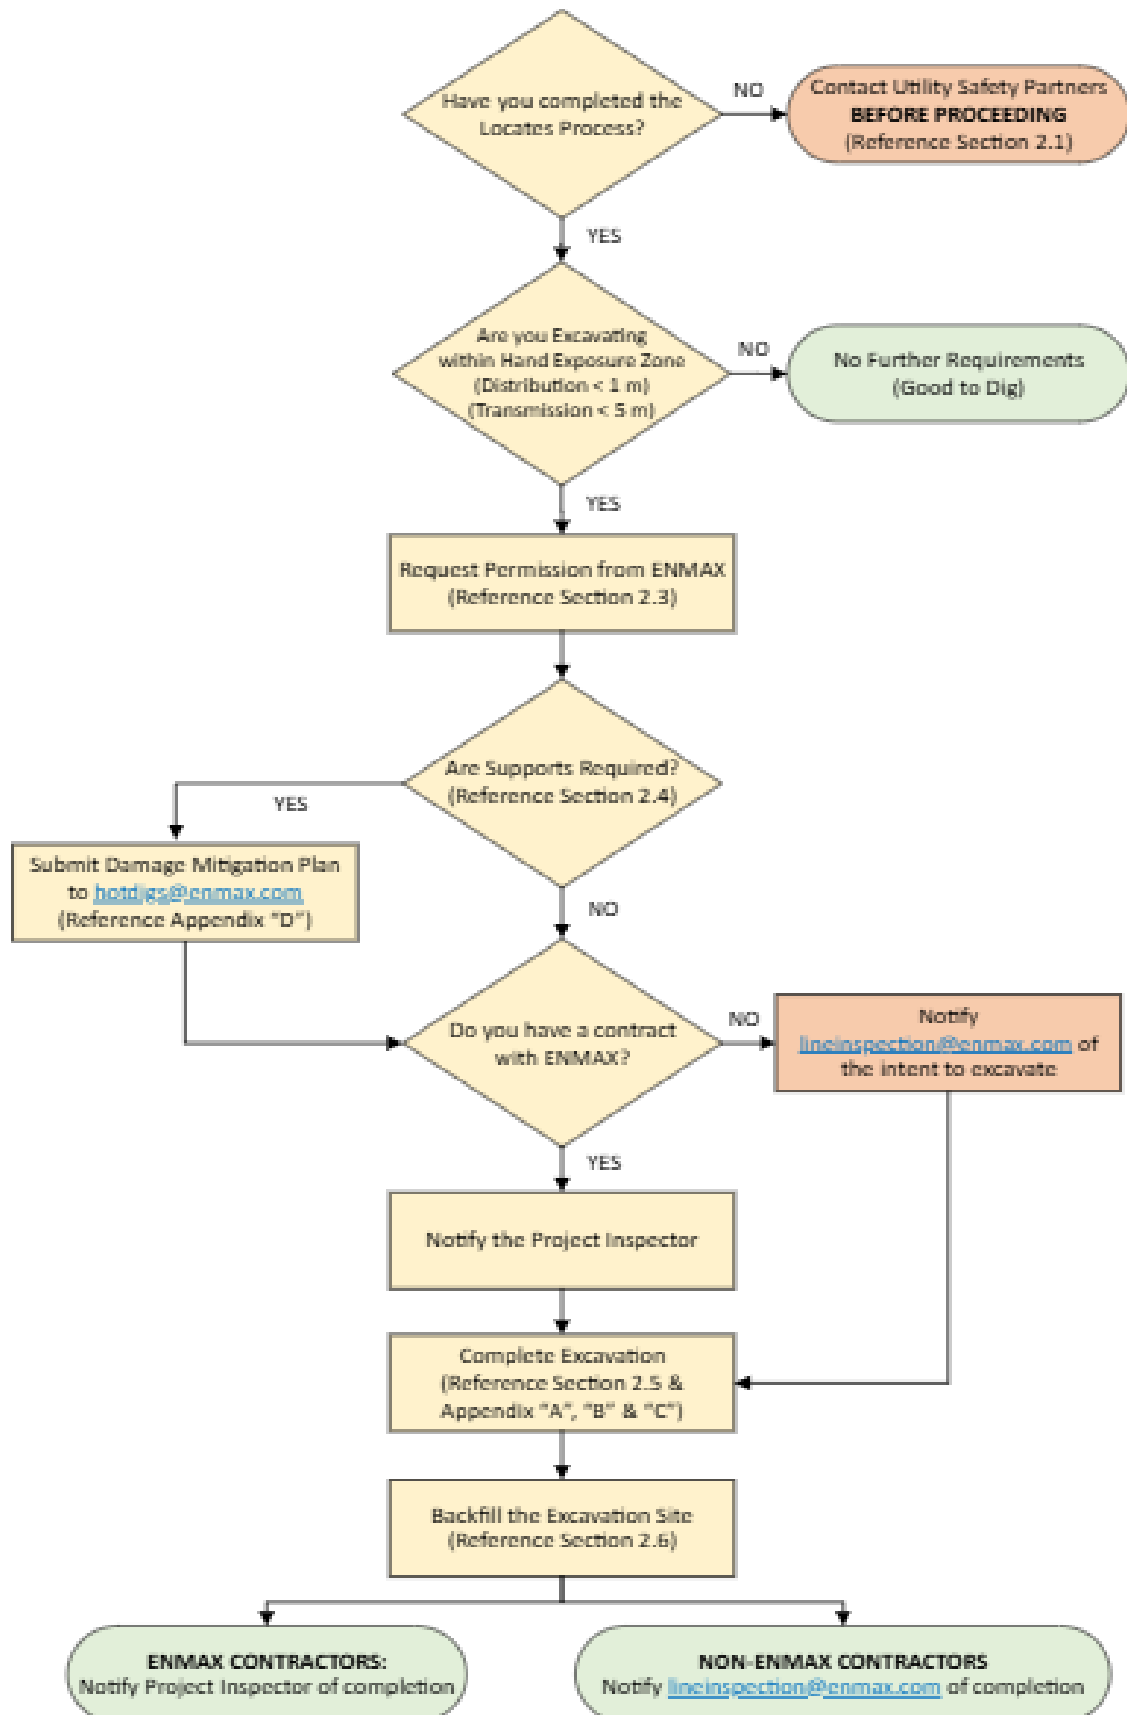 Have you completed the
Locates Process?
NO
Contact Utility Safety Partners
BEFORE PROCEEDING
(Reference Section 2.1)
YES
Are you Excavating
within Hand Exposure Zone
(Distribution < 1 m)
(Transmission < 5 m)
NO
No Further Requirements
(Good to Dig)
YES
Request Permission from ENMAX
(Reference Section 2.3)
Are Supports Required?
(Reference Section 2.4)
YES
Submit Damage Mitigation Plan
to hotdigs@enmax.com
(Reference Appendix "D")
NO
Do you have a contract
with ENMAX?
NO
Notify
lineinspection@enmax.com of
the intent to excavate
YES
Notify the Project Inspector
Complete Excavation
(Reference Section 2.5 &
Appendix "A", "B" & "C")
Backfill the Excavation Site
(Reference Section 2.6)
ENMAX CONTRACTORS:
Notify Project Inspector of completion
NON-ENMAX CONTRACTORS
Notify lineinspection@enmax.com of completion